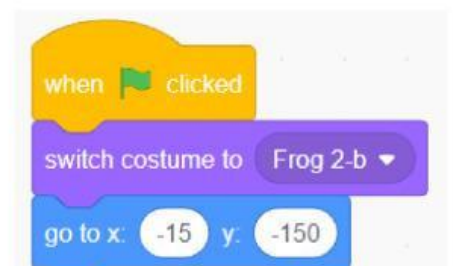 when clicked
switch costume to Frog 2-b
go to x: -15 y: -150